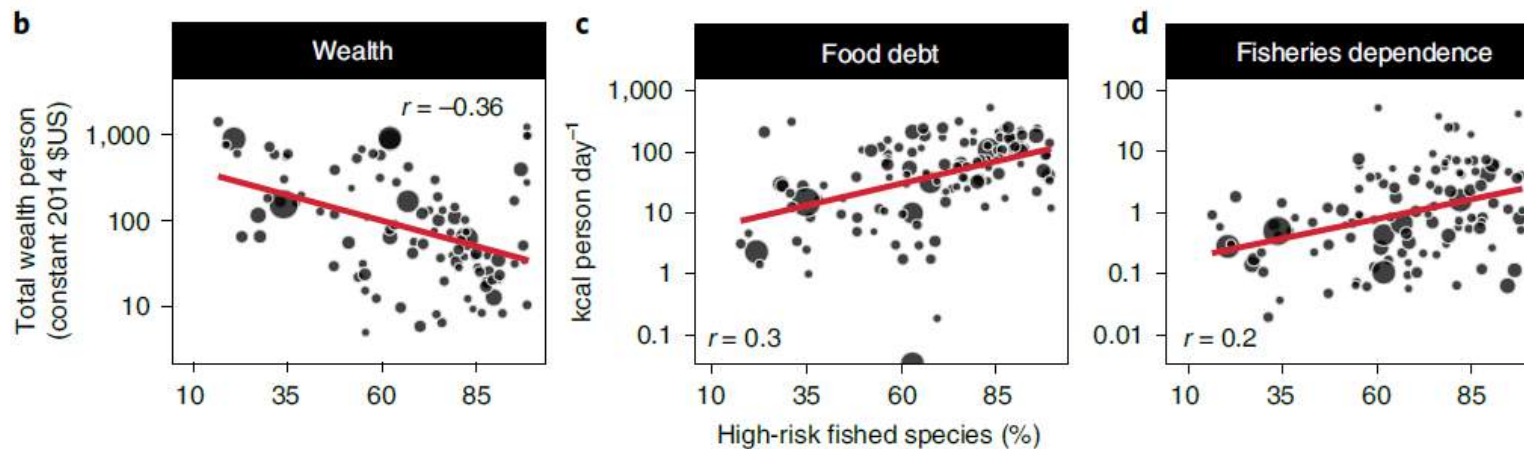 b
Wealth
Total wealth person
(constant 2014 $US)
1,000
100
10
r = –0.36
10 35 60 85
c
Food debt
kcal person day⁻¹
1,000
100
10
1
0.1
r = 0.3
10 35 60 85
High-risk fished species (%)
d
Fisheries dependence
100
10
1
0.1
0.01
r = 0.2
10 35 60 85